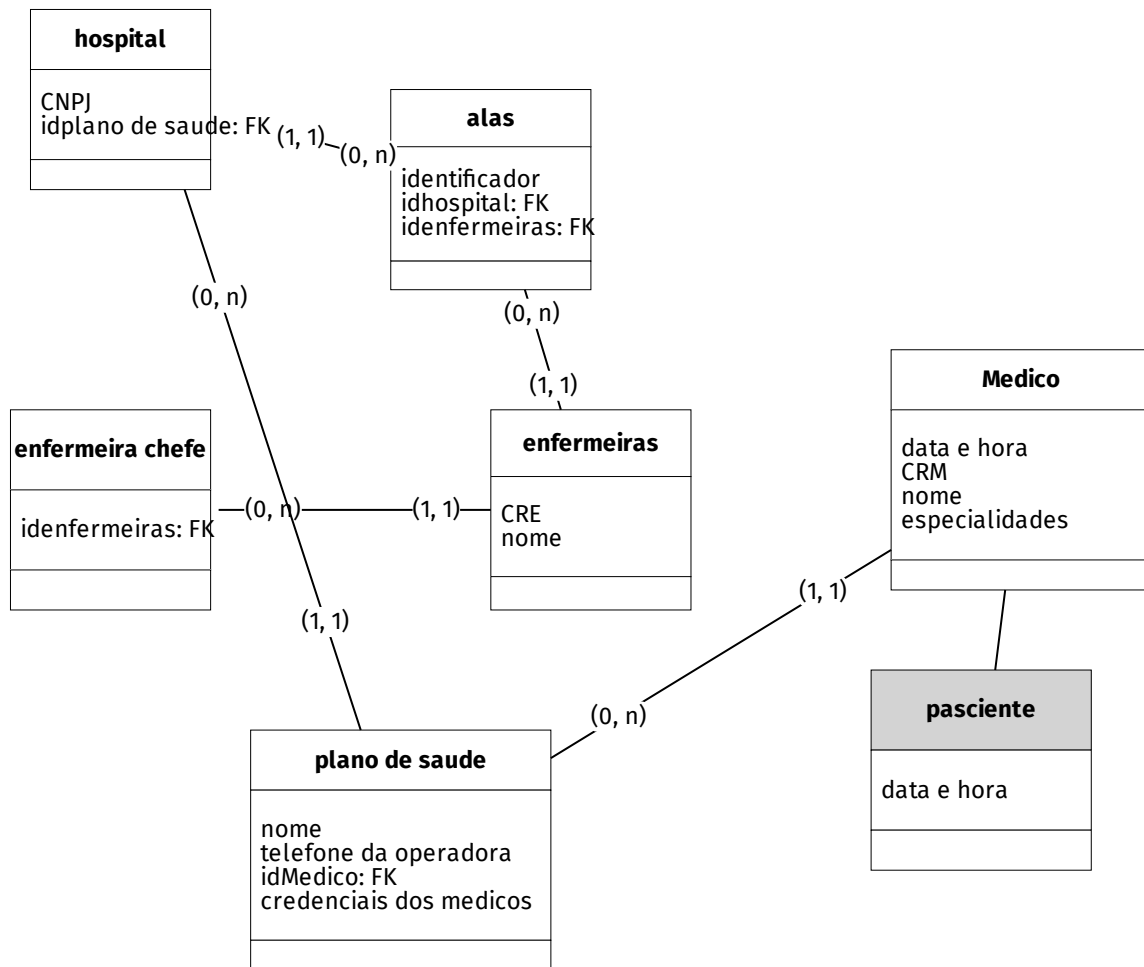 hospital
CNPJ
idplano de saude: FK
(1, 1)
(0, n)
alas
identificador
idhospital: FK
idenfermeiras: FK
(0, n)
(0, n)
(1, 1)
enfermeira chefe
idenfermeiras: FK
(0, n)
(1, 1)
enfermeiras
CRE
nome
Medico
data e hora
CRM
nome
especialidades
(1, 1)
(1, 1)
(0, n)
pasciente
data e hora
plano de saude
nome
telefone da operadora
idMedico: FK
credenciais dos medicos